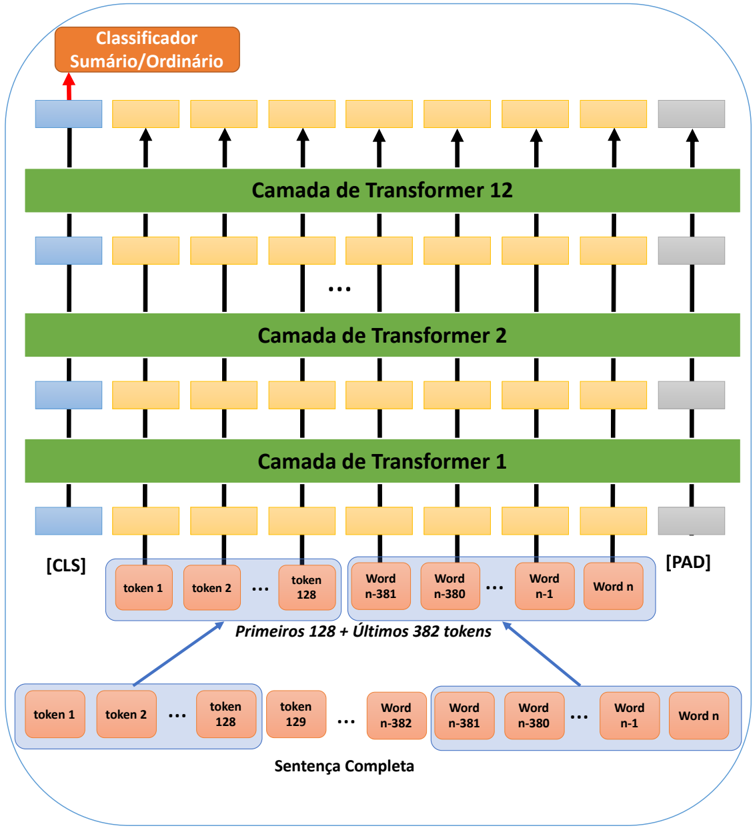 Classificador
Sumário/Ordinário
Camada de Transformer 12
...
Camada de Transformer 2
Camada de Transformer 1
[CLS]
[PAD]
token 1
token 2
...
token
128
Word
n-381
Word
n-380
...
Word
n-1
Word n
Primeiros 128 + Últimos 382 tokens
token 1
token 2
...
token
128
token
129
...
Word
n-382
Word
n-381
Word
n-380
...
Word
n-1
Word n
Sentença Completa